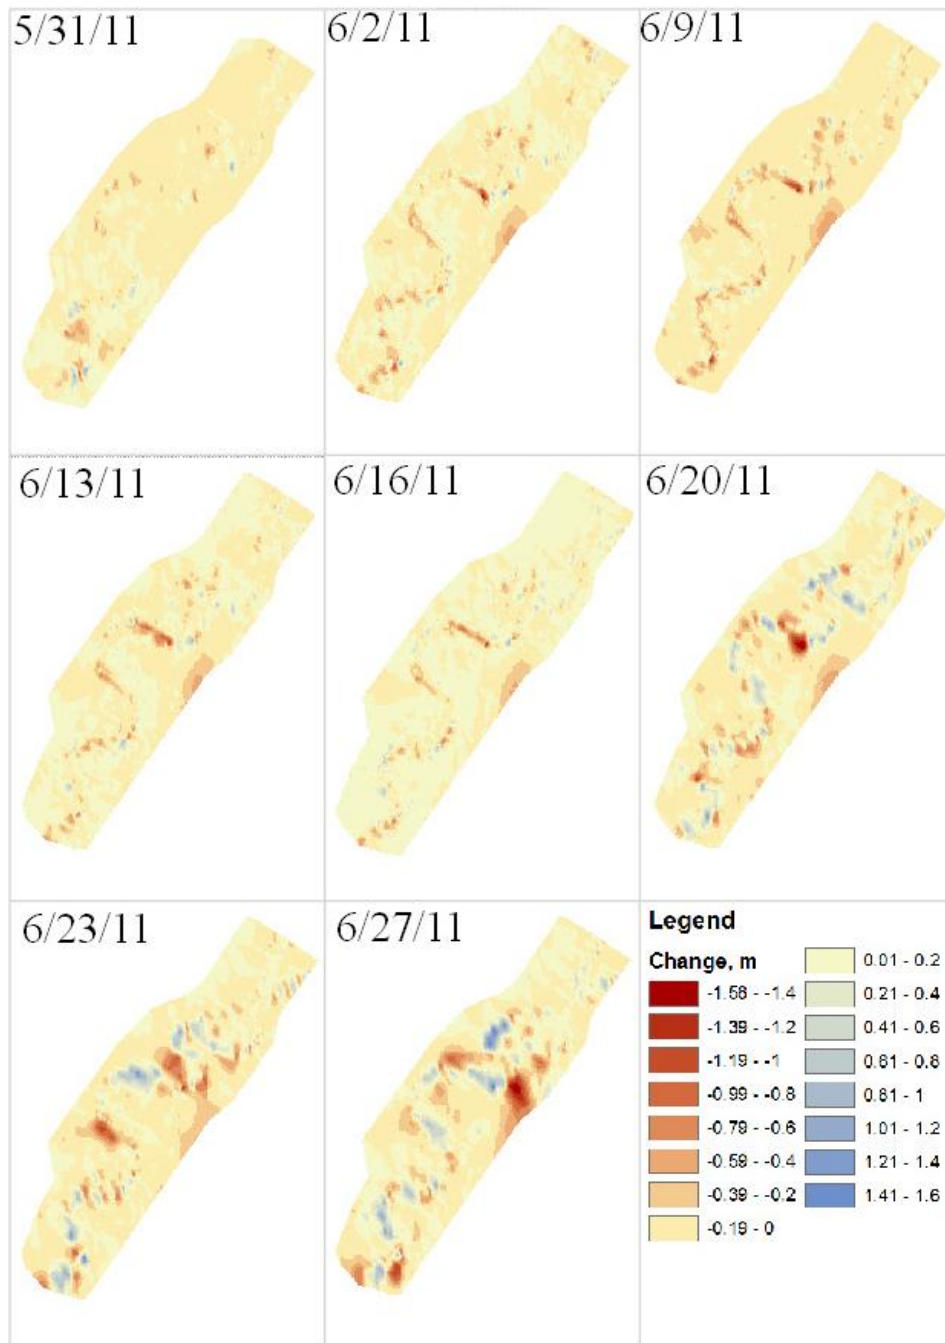 5/31/11
6/2/11
6/9/11
6/13/11
6/16/11
6/20/11
6/23/11
6/27/11
Legend
Change, m
-1.56 - -1.4
-1.39 - -1.2
-1.19 - -1
-0.99 - -0.8
-0.79 - -0.6
-0.59 - -0.4
-0.39 - -0.2
-0.19 - 0
0.01 - 0.2
0.21 - 0.4
0.41 - 0.6
0.61 - 0.8
0.81 - 1
1.01 - 1.2
1.21 - 1.4
1.41 - 1.6